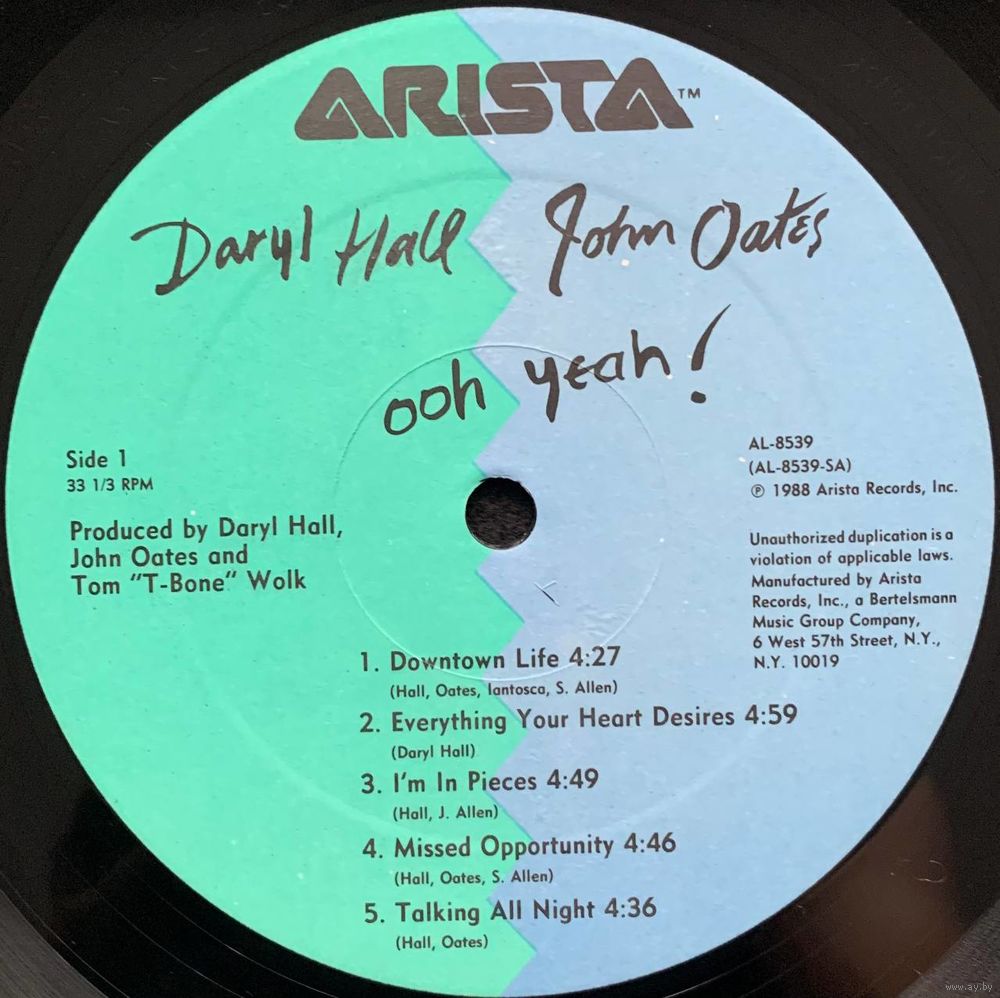 ARISTA™
Daryl Hall John Oates
ooh yeah!
Side 1
33 1/3 RPM
Produced by Daryl Hall,
John Oates and
Tom "T-Bone" Wolk
AL-8539
(AL-8539-SA)
℗ 1988 Arista Records, Inc.
Unauthorized duplication is a
violation of applicable laws.
Manufactured by Arista
Records, Inc., a Bertelsmann
Music Group Company,
6 West 57th Street, N.Y.,
N.Y. 10019
1. Downtown Life 4:27
(Hall, Oates, Iantosca, S. Allen)
2. Everything Your Heart Desires 4:59
(Daryl Hall)
3. I'm In Pieces 4:49
(Hall, J. Allen)
4. Missed Opportunity 4:46
(Hall, Oates, S. Allen)
5. Talking All Night 4:36
(Hall, Oates)
www.ay.by